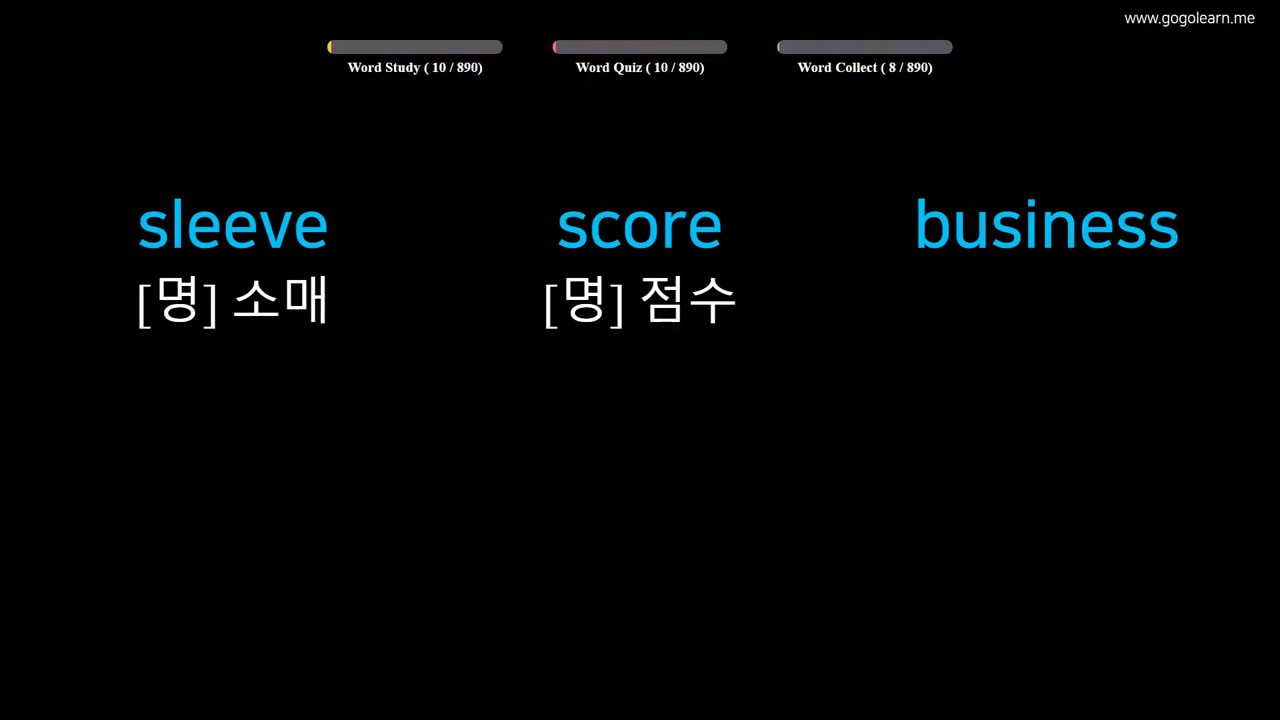 www.gogolearn.me
Word Study ( 10 / 890)
Word Quiz ( 10 / 890)
Word Collect ( 8 / 890)
sleeve
[명] 소매
score
[명] 점수
business